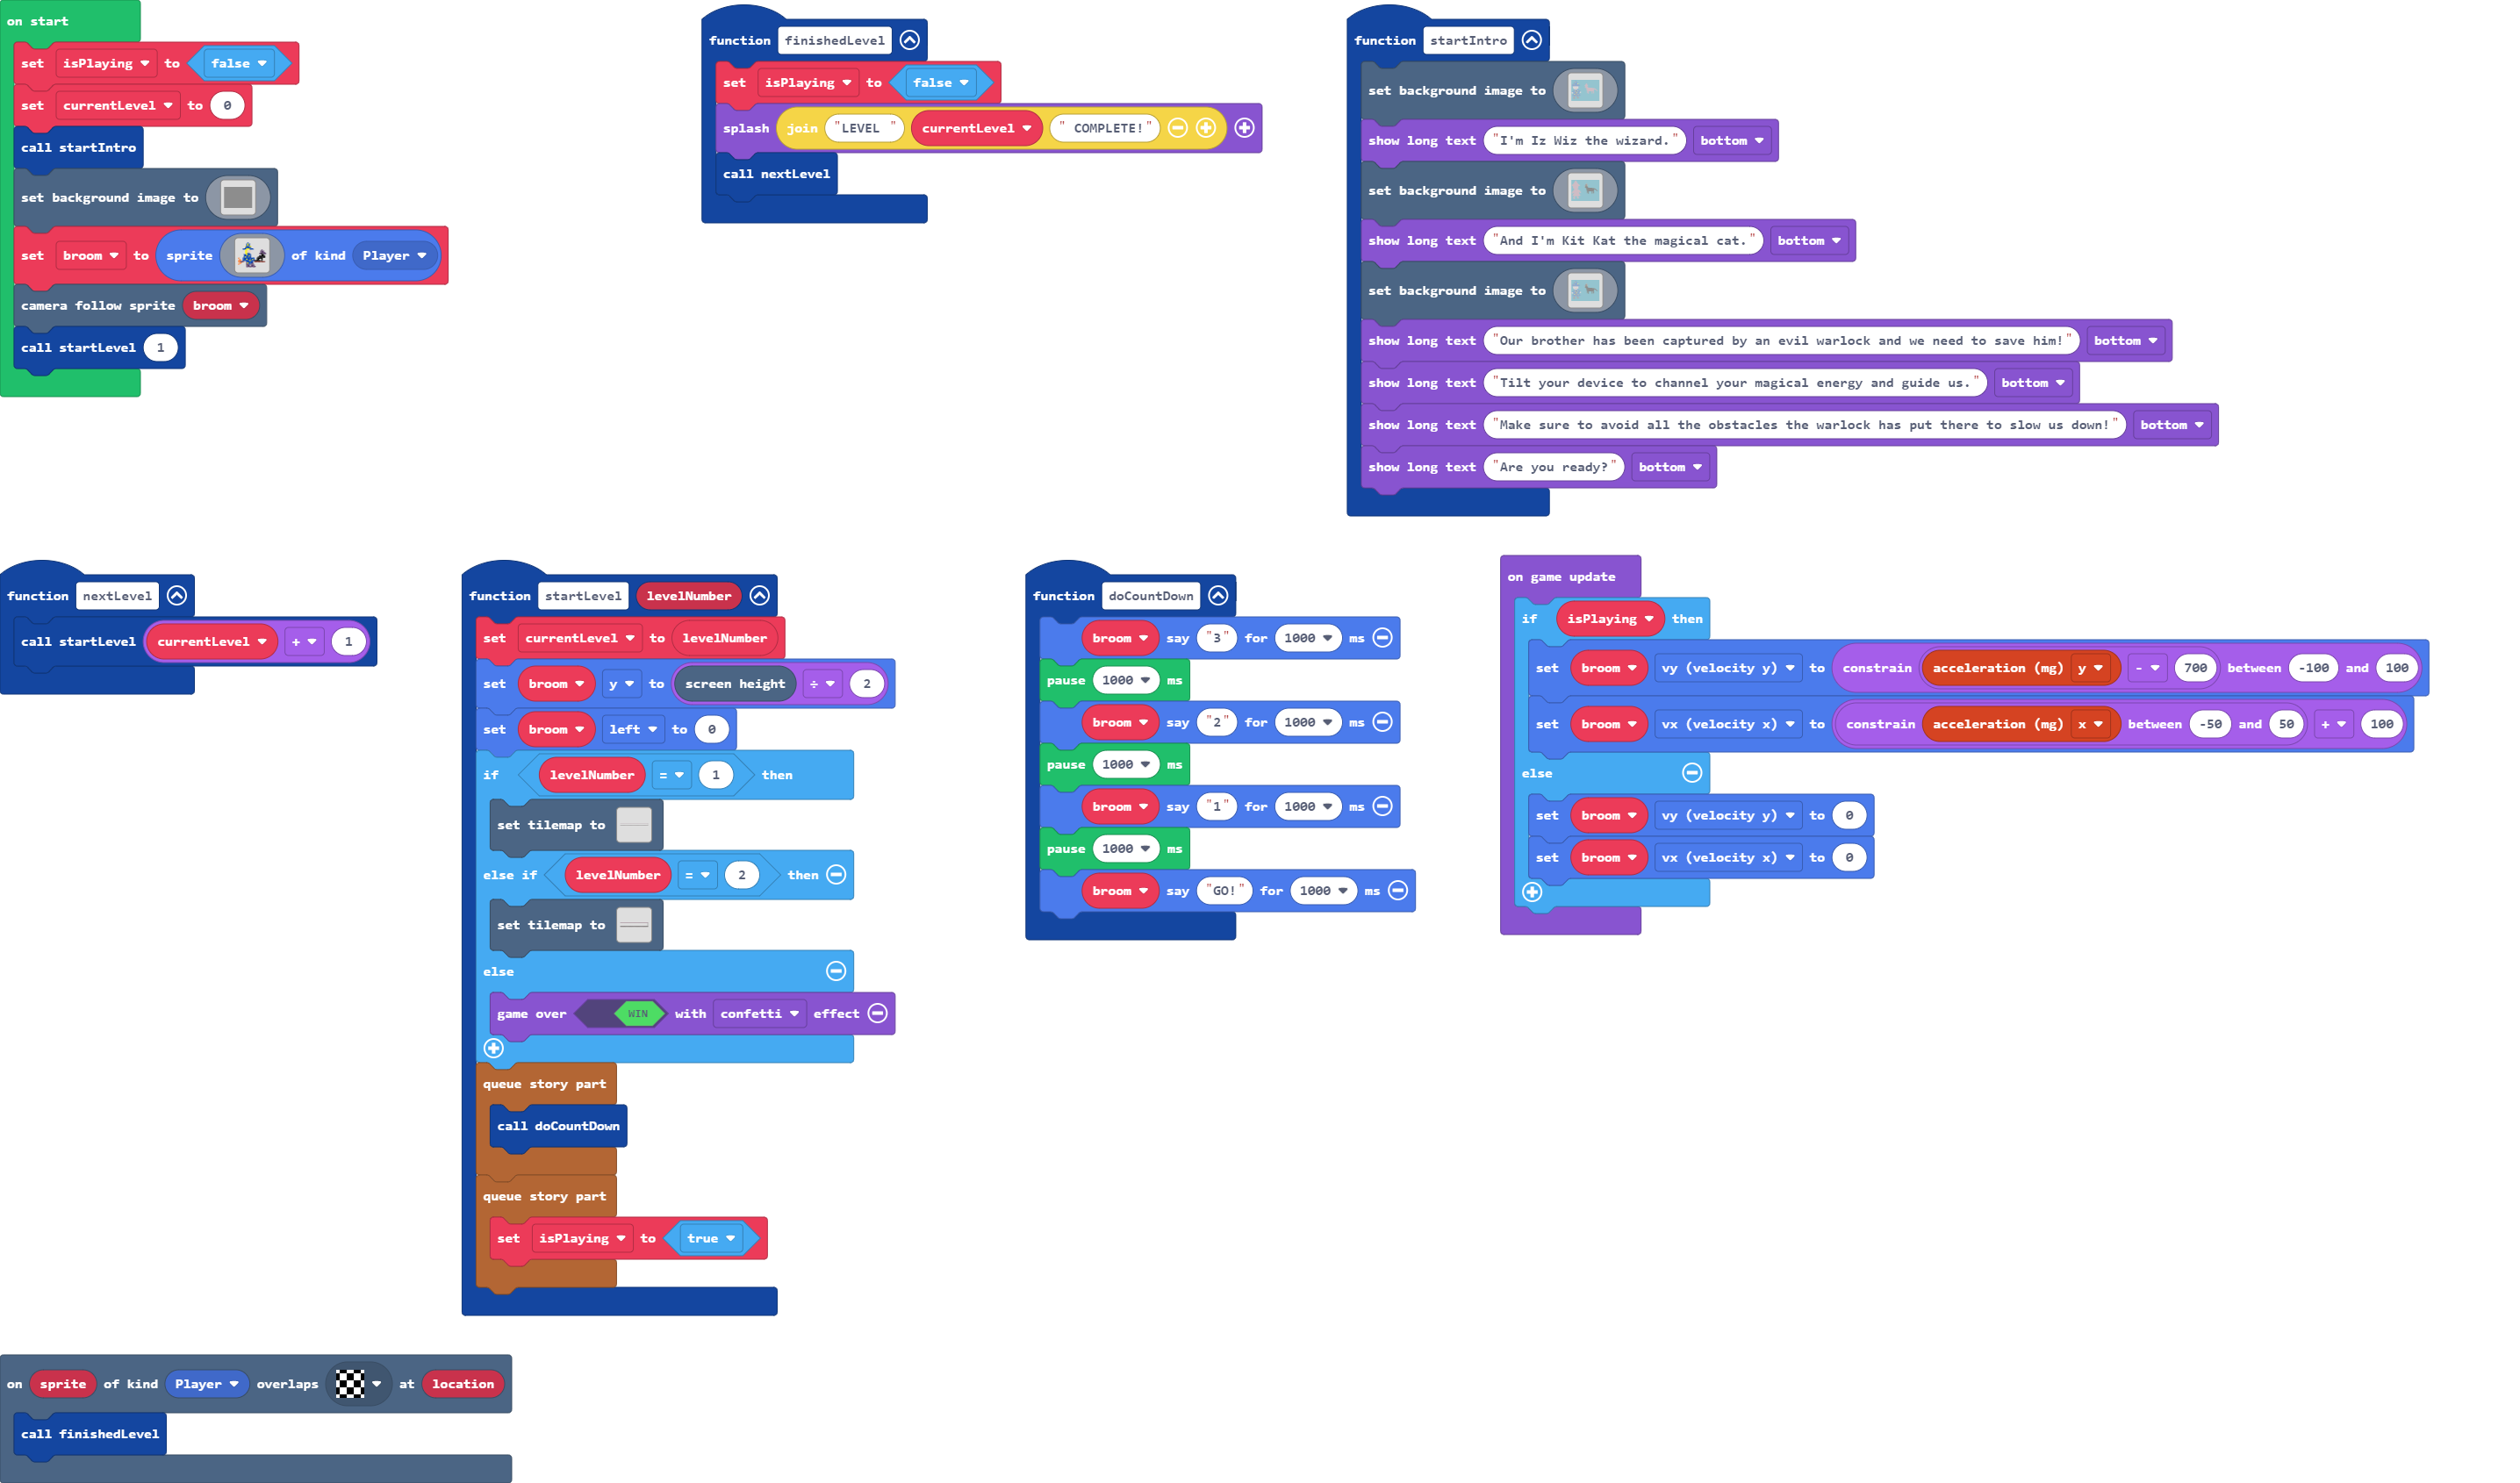 on start
set isPlaying to false
set currentLevel to 0
call startIntro
set background image to
set broom to sprite of kind Player
camera follow sprite broom
call startLevel 1
function finishedLevel
set isPlaying to false
splash join "LEVEL " currentLevel " COMPLETE!"
call nextLevel
function startIntro
set background image to
show long text "I'm Iz Wiz the wizard." bottom
set background image to
show long text "And I'm Kit Kat the magical cat." bottom
set background image to
show long text "Our brother has been captured by an evil warlock and we need to save him!" bottom
show long text "Tilt your device to channel your magical energy and guide us." bottom
show long text "Make sure to avoid all the obstacles the warlock has put there to slow us down!" bottom
show long text "Are you ready?" bottom
function nextLevel
call startLevel currentLevel + 1
function startLevel levelNumber
set currentLevel to levelNumber
set broom y to screen height ÷ 2
set broom left to 0
if levelNumber = 1 then
set tilemap to
else if levelNumber = 2 then
set tilemap to
else
game over WIN with confetti effect
queue story part
call doCountDown
queue story part
set isPlaying to true
function doCountDown
broom say "3" for 1000 ms
pause 1000 ms
broom say "2" for 1000 ms
pause 1000 ms
broom say "1" for 1000 ms
pause 1000 ms
broom say "GO!" for 1000 ms
on game update
if isPlaying then
set broom vy (velocity y) to constrain acceleration (mg) y - 700 between -100 and 100
set broom vx (velocity x) to constrain acceleration (mg) x between -50 and 50 + 100
else
set broom vy (velocity y) to 0
set broom vx (velocity x) to 0
on sprite of kind Player overlaps at location
call finishedLevel